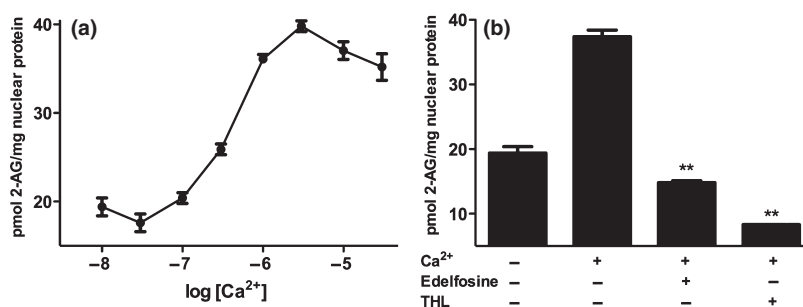 (a)
pmol 2-AG/mg nuclear protein
40
30
20
–8 –7 –6 –5
log [Ca²⁺]
(b)
pmol 2-AG/mg nuclear protein
40
30
20
10
**
**
Ca²⁺ – + + +
Edelfosine – – + –
THL – – – +